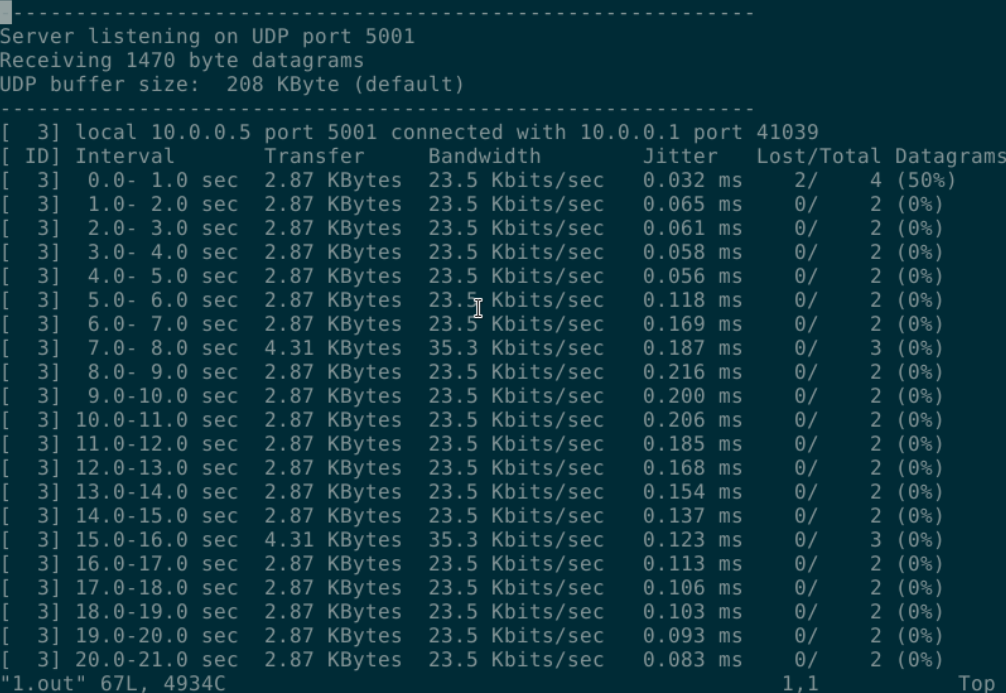 ------------------------------------------------------------
Server listening on UDP port 5001
Receiving 1470 byte datagrams
UDP buffer size:  208 KByte (default)
------------------------------------------------------------
[  3] local 10.0.0.5 port 5001 connected with 10.0.0.1 port 41039
[ ID] Interval       Transfer     Bandwidth        Jitter   Lost/Total Datagrams
[  3]  0.0- 1.0 sec  2.87 KBytes  23.5 Kbits/sec   0.032 ms    2/    4 (50%)
[  3]  1.0- 2.0 sec  2.87 KBytes  23.5 Kbits/sec   0.065 ms    0/    2 (0%)
[  3]  2.0- 3.0 sec  2.87 KBytes  23.5 Kbits/sec   0.061 ms    0/    2 (0%)
[  3]  3.0- 4.0 sec  2.87 KBytes  23.5 Kbits/sec   0.058 ms    0/    2 (0%)
[  3]  4.0- 5.0 sec  2.87 KBytes  23.5 Kbits/sec   0.056 ms    0/    2 (0%)
[  3]  5.0- 6.0 sec  2.87 KBytes  23.5 Kbits/sec   0.118 ms    0/    2 (0%)
[  3]  6.0- 7.0 sec  2.87 KBytes  23.5 Kbits/sec   0.169 ms    0/    2 (0%)
[  3]  7.0- 8.0 sec  4.31 KBytes  35.3 Kbits/sec   0.187 ms    0/    3 (0%)
[  3]  8.0- 9.0 sec  2.87 KBytes  23.5 Kbits/sec   0.216 ms    0/    2 (0%)
[  3]  9.0-10.0 sec  2.87 KBytes  23.5 Kbits/sec   0.200 ms    0/    2 (0%)
[  3] 10.0-11.0 sec  2.87 KBytes  23.5 Kbits/sec   0.206 ms    0/    2 (0%)
[  3] 11.0-12.0 sec  2.87 KBytes  23.5 Kbits/sec   0.185 ms    0/    2 (0%)
[  3] 12.0-13.0 sec  2.87 KBytes  23.5 Kbits/sec   0.168 ms    0/    2 (0%)
[  3] 13.0-14.0 sec  2.87 KBytes  23.5 Kbits/sec   0.154 ms    0/    2 (0%)
[  3] 14.0-15.0 sec  2.87 KBytes  23.5 Kbits/sec   0.137 ms    0/    2 (0%)
[  3] 15.0-16.0 sec  4.31 KBytes  35.3 Kbits/sec   0.123 ms    0/    3 (0%)
[  3] 16.0-17.0 sec  2.87 KBytes  23.5 Kbits/sec   0.113 ms    0/    2 (0%)
[  3] 17.0-18.0 sec  2.87 KBytes  23.5 Kbits/sec   0.106 ms    0/    2 (0%)
[  3] 18.0-19.0 sec  2.87 KBytes  23.5 Kbits/sec   0.103 ms    0/    2 (0%)
[  3] 19.0-20.0 sec  2.87 KBytes  23.5 Kbits/sec   0.093 ms    0/    2 (0%)
[  3] 20.0-21.0 sec  2.87 KBytes  23.5 Kbits/sec   0.083 ms    0/    2 (0%)
"1.out" 67L, 4934C                                            1,1           Top